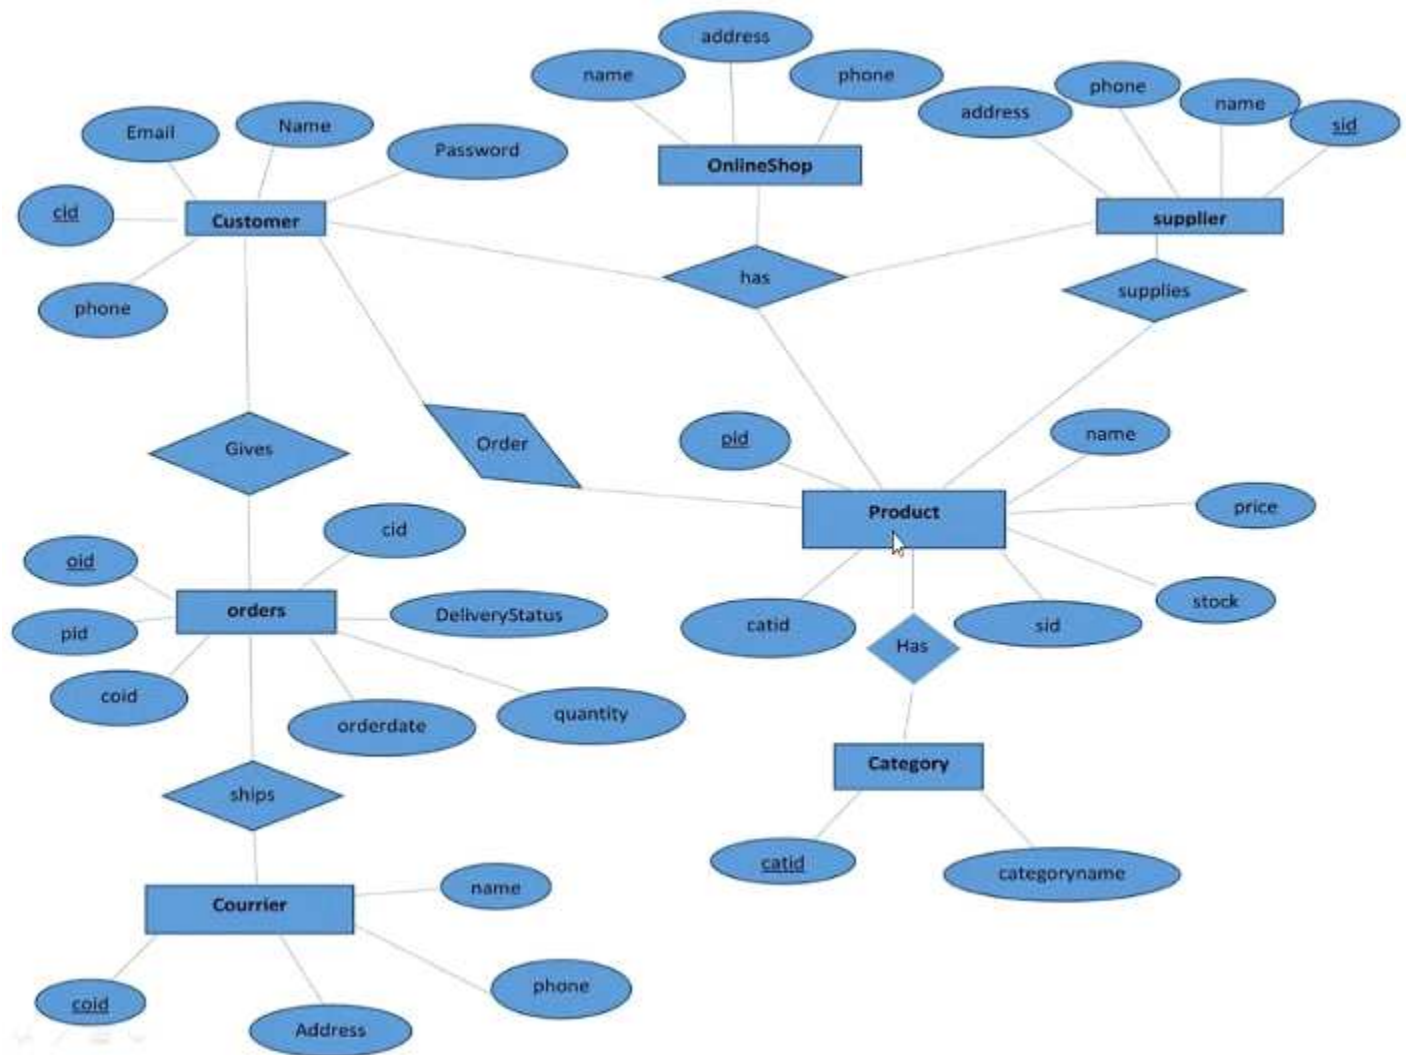 address
name
phone
phone
address
name
sid
Email
Name
Password
OnlineShop
cid
Customer
supplier
phone
has
supplies
Gives
Order
pid
name
Product
price
cid
oid
orders
DeliveryStatus
pid
catid
sid
stock
Has
coid
orderdate
quantity
Category
ships
catid
categoryname
name
Courrier
coid
phone
Address